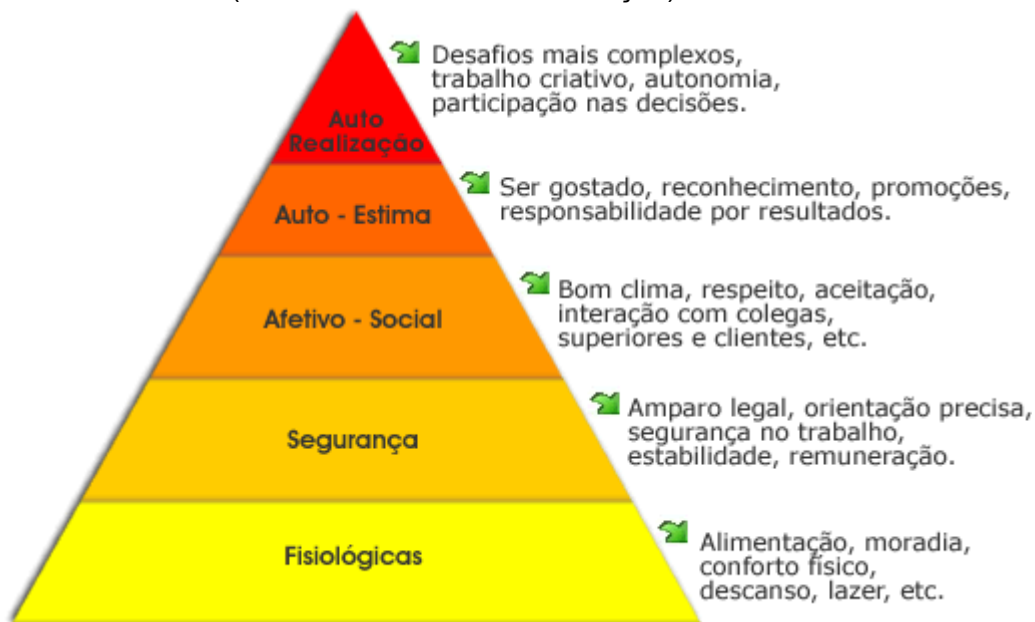 Desafios mais complexos,
trabalho criativo, autonomia,
participação nas decisões.
Auto
Realização
Ser gostado, reconhecimento, promoções,
responsabilidade por resultados.
Auto - Estima
Bom clima, respeito, aceitação,
interação com colegas,
superiores e clientes, etc.
Afetivo - Social
Amparo legal, orientação precisa,
segurança no trabalho,
estabilidade, remuneração.
Segurança
Alimentação, moradia,
conforto físico,
descanso, lazer, etc.
Fisiológicas